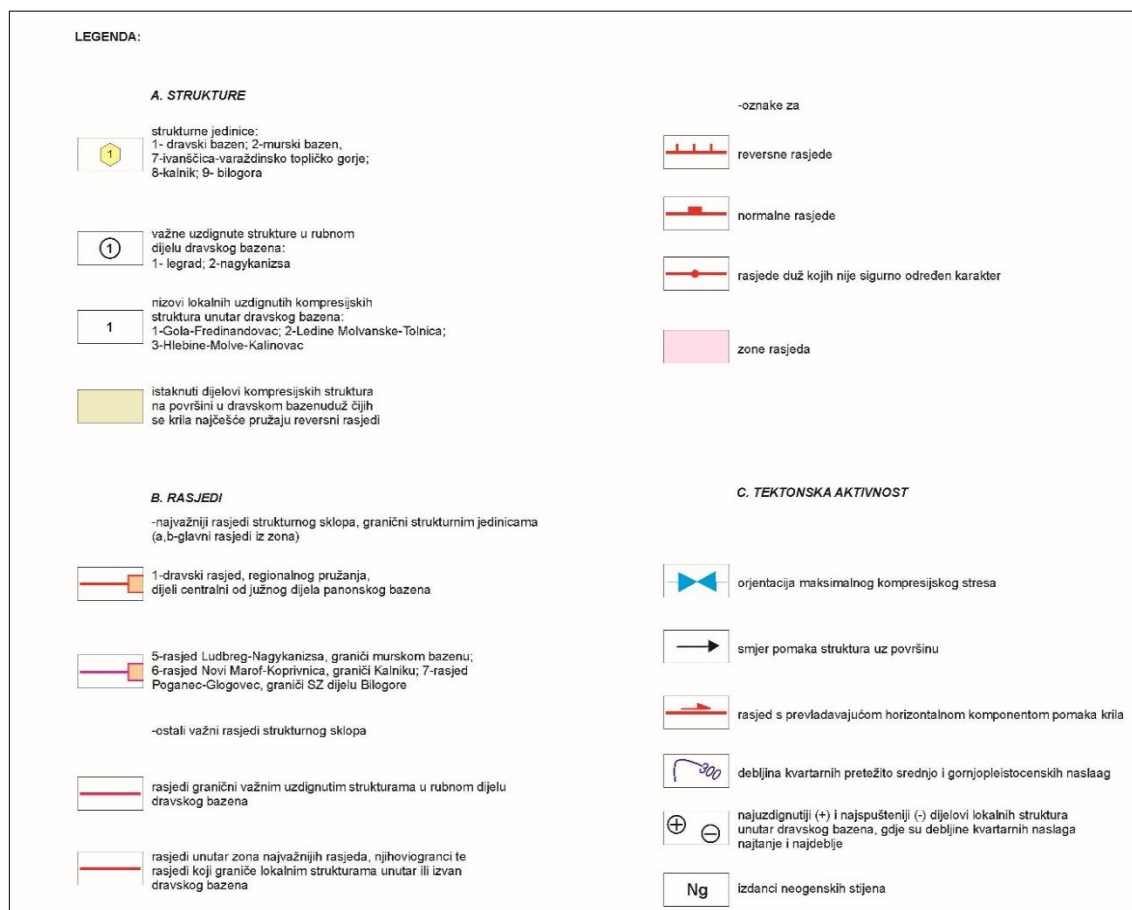 LEGENDA:
A. STRUKTURE
1
strukturne jedinice:
1- dravski bazen; 2-murski bazen,
7-ivanščica-varaždinsko topličko gorje;
8-kalnik; 9- bilogora
1
važne uzdignute strukture u rubnom
dijelu dravskog bazena:
1- legrad; 2-nagykanizsa
1
nizovi lokalnih uzdignutih kompresijskih
struktura unutar dravskog bazena:
1-Gola-Fredinandovac; 2-Ledine Molvanske-Tolnica;
3-Hlebine-Molve-Kalinovac
istaknuti dijelovi kompresijskih struktura
na površini u dravskom bazenuduž čijih
se krila najčešće pružaju reversni rasjedi
B. RASJEDI
-najvažniji rasjedi strukturnog sklopa, granični strukturnim jedinicama
(a,b-glavni rasjedi iz zona)
1-dravski rasjed, regionalnog pružanja,
dijeli centralni od južnog dijela panonskog bazena
5-rasjed Ludbreg-Nagykanizsa, graniči murskom bazenu;
6-rasjed Novi Marof-Koprivnica, graniči Kalniku; 7-rasjed
Poganec-Glogovec, graniči SZ dijelu Bilogore
-ostali važni rasjedi strukturnog sklopa
rasjedi granični važnim uzdignutim strukturama u rubnom dijelu
dravskog bazena
rasjedi unutar zona najvažnijih rasjeda, njihoviogranci te
rasjedi koji graniče lokalnim strukturama unutar ili izvan
dravskog bazena
-oznake za
reversne rasjede
normalne rasjede
rasjede duž kojih nije sigurno određen karakter
zone rasjeda
C. TEKTONSKA AKTIVNOST
orjentacija maksimalnog kompresijskog stresa
smjer pomaka struktura uz površinu
rasjed s prevladavajućom horizontalnom komponentom pomaka krila
300
debljina kvartarnih pretežito srednjo i gornjopleistocenskih naslaag
najuzdignutiji (+) i najspušteniji (-) dijelovi lokalnih struktura
unutar dravskog bazena, gdje su debljine kvartarnih naslaga
najtanje i najdeblje
Ng
izdanci neogenskih stijena